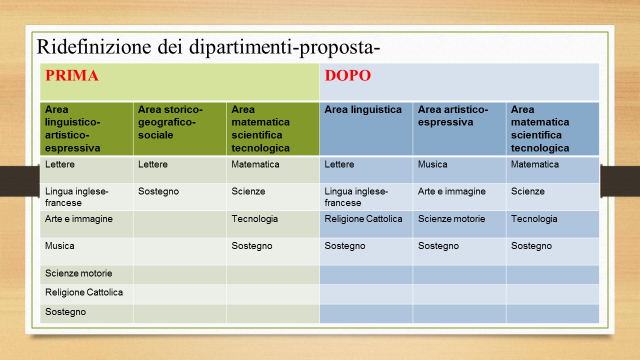 Ridefinizione dei dipartimenti-proposta-
PRIMA DOPO
Area linguistico-artistico-espressiva Area storico-geografico-sociale Area matematica scientifica tecnologica Area linguistica Area artistico-espressiva Area matematica scientifica tecnologica
Lettere Lettere Matematica Lettere Musica Matematica
Lingua inglese-francese Sostegno Scienze Lingua inglese-francese Arte e immagine Scienze
Arte e immagine Tecnologia Religione Cattolica Scienze motorie Tecnologia
Musica Sostegno Sostegno Sostegno Sostegno
Scienze motorie
Religione Cattolica
Sostegno